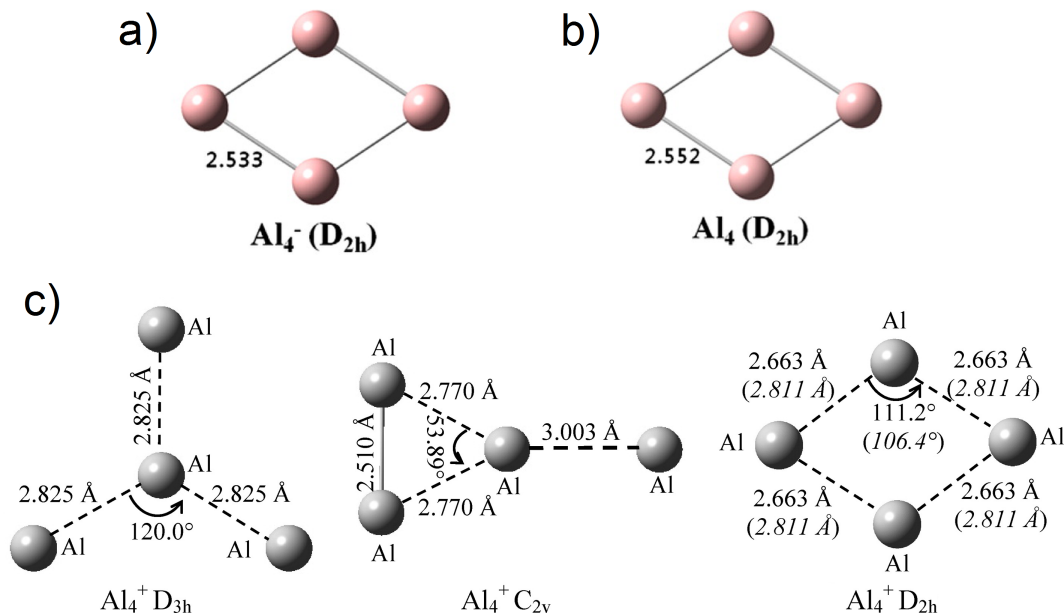 a)
2.533
Al₄⁻ (D₂ₕ)
b)
2.552
Al₄ (D₂ₕ)
c)
Al
2.825 Å
Al
2.825 Å
2.825 Å
120.0°
Al
Al
Al₄⁺ D₃ₕ
Al
2.770 Å
2.510 Å
53.89°
3.003 Å
Al
Al
2.770 Å
Al
Al₄⁺ C₂ᵥ
Al
2.663 Å
(2.811 Å)
2.663 Å
(2.811 Å)
111.2°
(106.4°)
Al
Al
2.663 Å
(2.811 Å)
2.663 Å
(2.811 Å)
Al
Al₄⁺ D₂ₕ